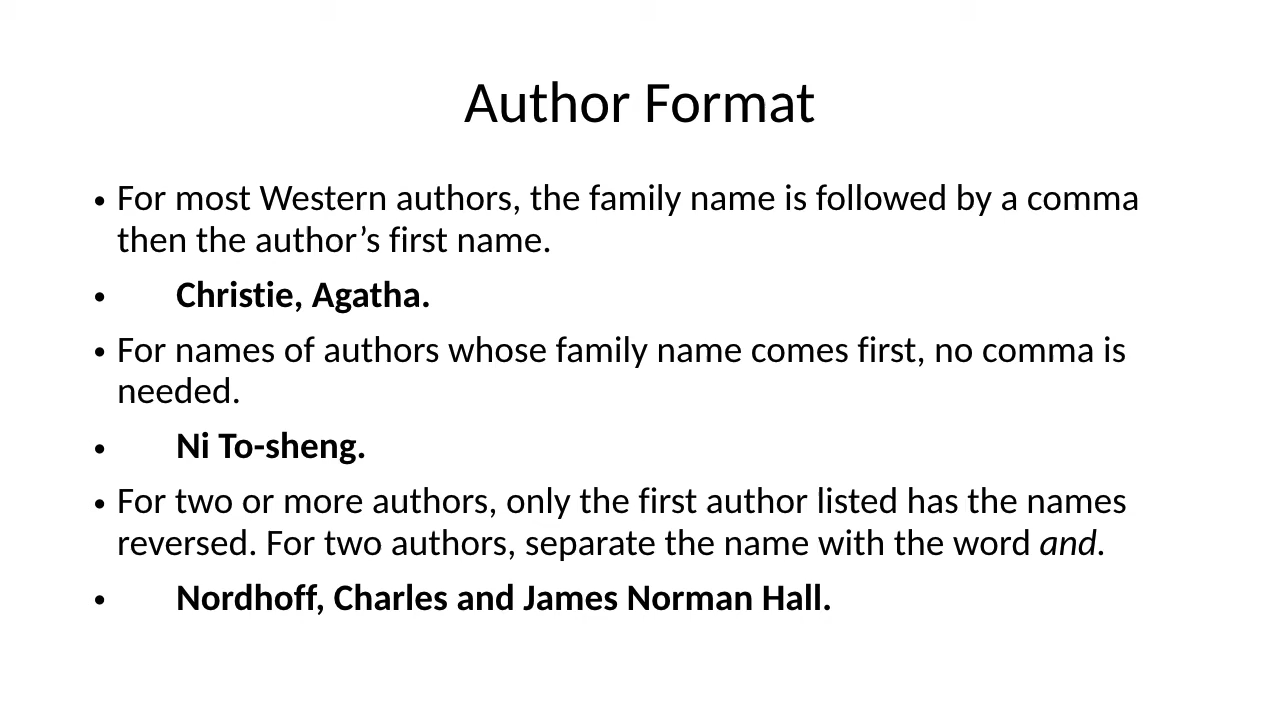 Author Format
• For most Western authors, the family name is followed by a comma
then the author’s first name.
• Christie, Agatha.
• For names of authors whose family name comes first, no comma is
needed.
• Ni To-sheng.
• For two or more authors, only the first author listed has the names
reversed. For two authors, separate the name with the word and.
• Nordhoff, Charles and James Norman Hall.